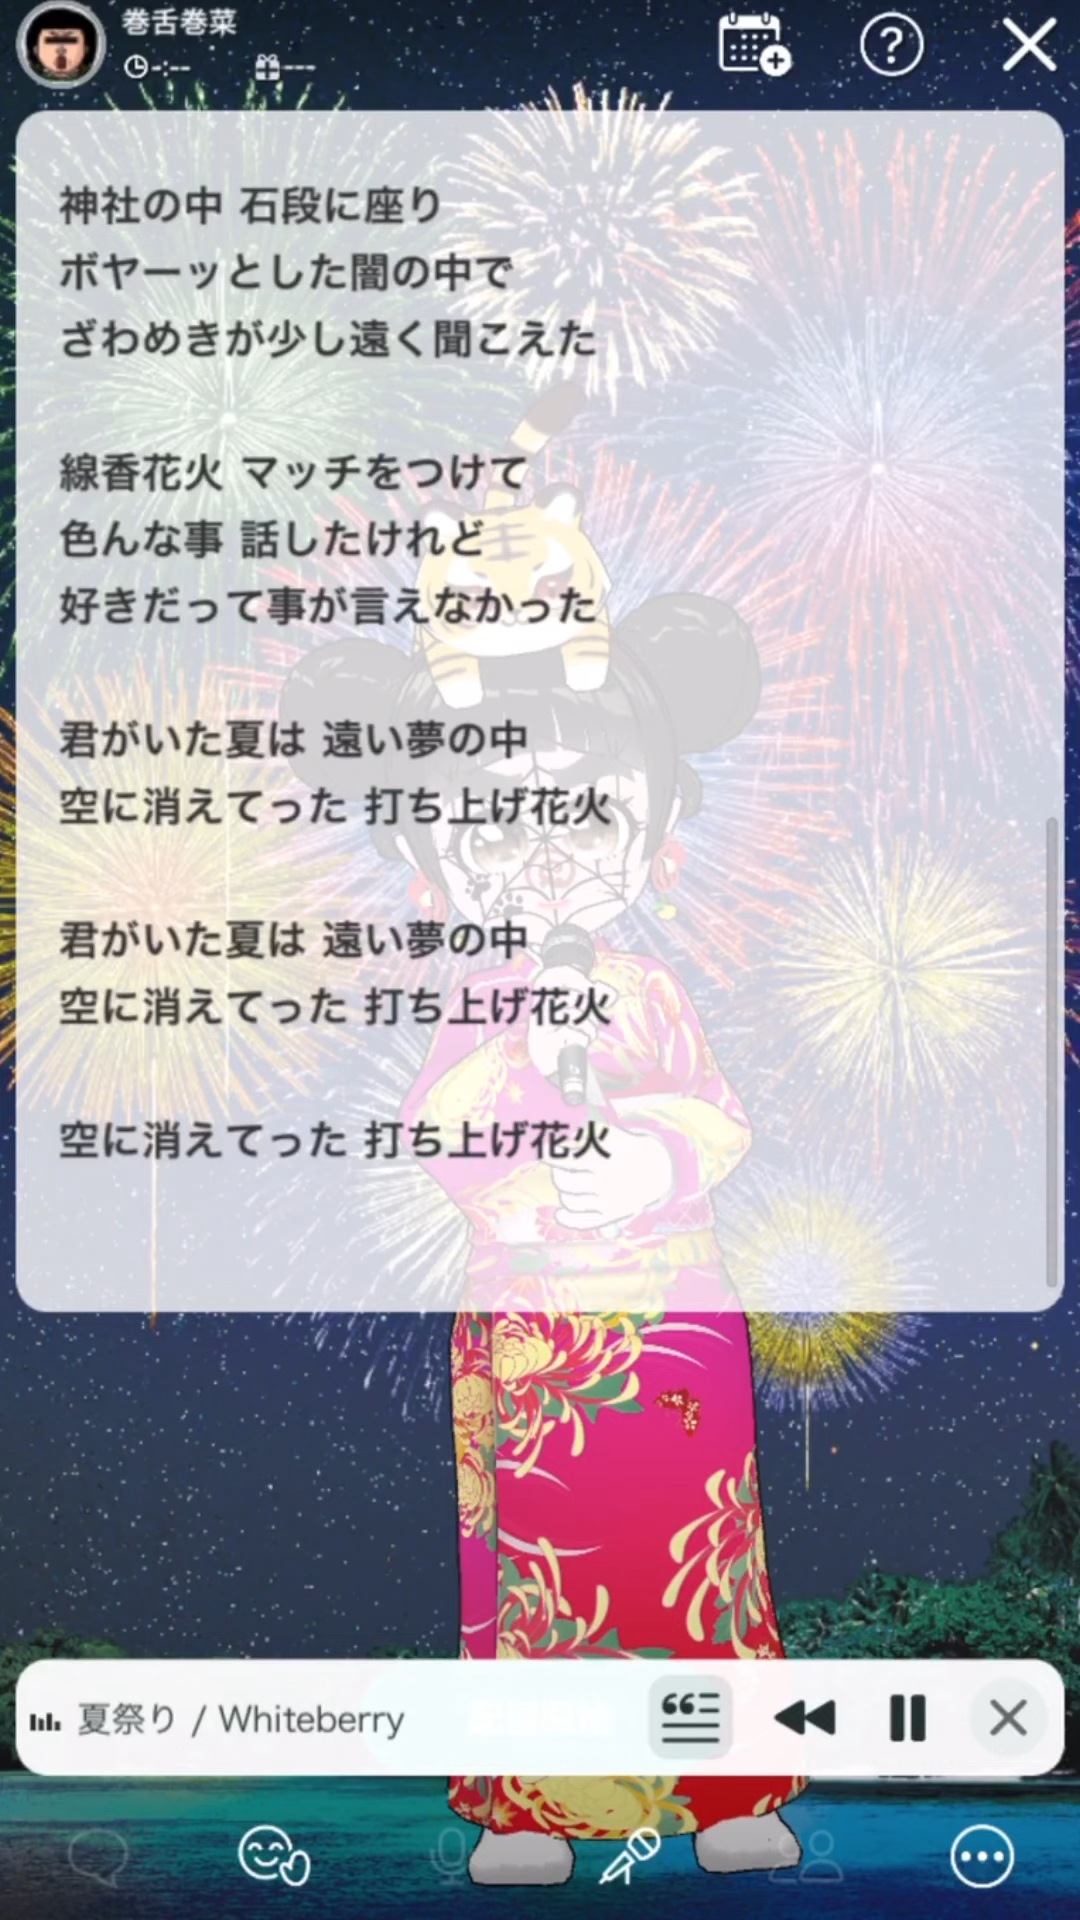 巻舌巻菜
-:--
---
神社の中 石段に座り
ボヤーッとした闇の中で
ざわめきが少し遠く聞こえた
線香花火 マッチをつけて
色んな事 話したけれど
好きだって事が言えなかった
君がいた夏は 遠い夢の中
空に消えてった 打ち上げ花火
君がいた夏は 遠い夢の中
空に消えてった 打ち上げ花火
空に消えてった 打ち上げ花火
夏祭り / Whiteberry